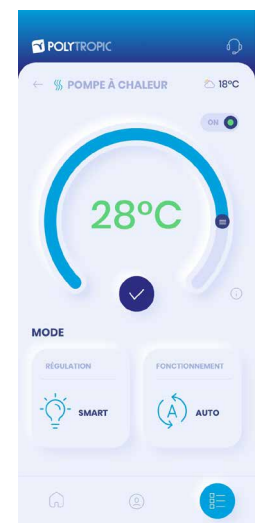 POLYTROPIC
POMPE À CHALEUR
18°C
ON
28°C
MODE
RÉGULATION
FONCTIONNEMENT
SMART
A
AUTO